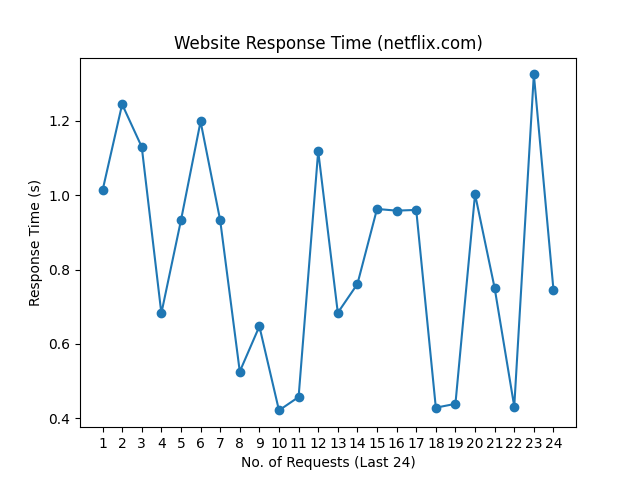 Website Response Time (netflix.com)
Response Time (s)
1.2
1.0
0.8
0.6
0.4
1 2 3 4 5 6 7 8 9 10 11 12 13 14 15 16 17 18 19 20 21 22 23 24
No. of Requests (Last 24)